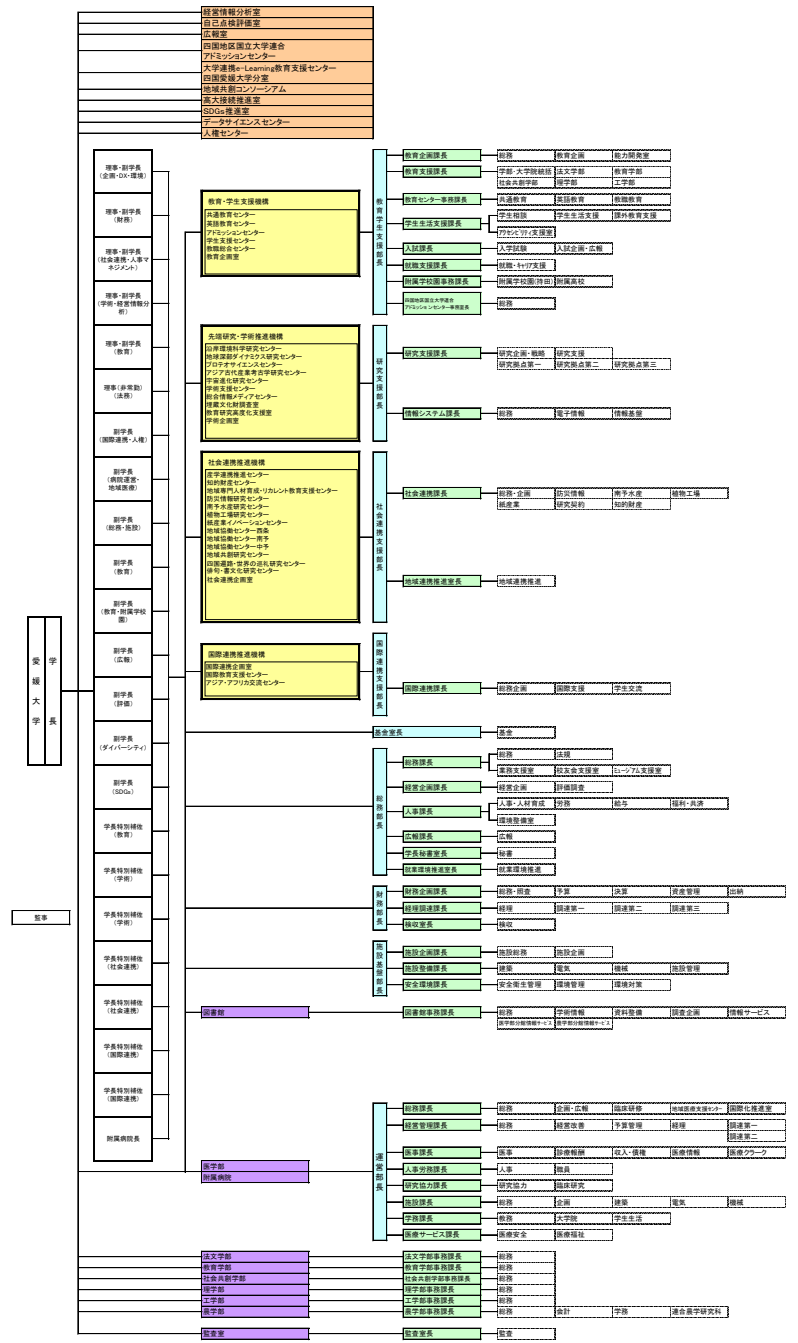 経営情報分析室
自己点検評価室
広報室
四国地区国立大学連合
アドミッションセンター
大学連携e-Learning教育支援センター
四国愛媛大学分室
地域共創コンソーシアム
高大接続推進室
SDGs推進室
データサイエンスセンター
人権センター
愛媛大学
学長
監事
理事・副学長
(企画・DX・環境)
理事・副学長
(財務)
理事・副学長
(社会連携・人事マ
ネジメント)
理事・副学長
(学術・経営情報分
析)
理事・副学長
(教育)
理事(非常勤)
(法務)
副学長
(国際連携・人権)
副学長
(病院運営・
地域医療)
副学長
(総務・施設)
副学長
(教育)
副学長
(教育・附属学校
園)
副学長
(広報)
副学長
(評価)
副学長
(ダイバーシティ)
副学長
(SDGs)
学長特別補佐
(教育)
学長特別補佐
(学術)
学長特別補佐
(学術)
学長特別補佐
(社会連携)
学長特別補佐
(社会連携)
学長特別補佐
(国際連携)
学長特別補佐
(国際連携)
附属病院長
教育・学生支援機構
共通教育センター
英語教育センター
アドミッションセンター
学生支援センター
教職総合センター
教育企画室
教育学生支援部長
教育企画課長 総務 教育企画 能力開発室
教育支援課長 学部・大学院統括 法文学部 教育学部
社会共創学部 理学部 工学部
教育センター事務課長 共通教育 英語教育 教職教育
学生生活支援課長 学生相談 学生生活支援 課外教育支援
アクセシビリティ支援室
入試課長 入学試験 入試企画・広報
就職支援課長 就職・キャリア支援
附属学校園事務課長 附属学校園(持田) 附属高校
四国地区国立大学連合
アドミッションセンター事務室長 総務
先端研究・学術推進機構
沿岸環境科学研究センター
地球深部ダイナミクス研究センター
プロテオサイエンスセンター
アジア古代産業考古学研究センター
宇宙進化研究センター
学術支援センター
総合情報メディアセンター
埋蔵文化財調査室
教育研究高度化支援室
学術企画室
研究支援部長
研究支援課長 研究企画・戦略 研究支援
研究拠点第一 研究拠点第二 研究拠点第三
情報システム課長 総務 電子情報 情報基盤
社会連携推進機構
産学連携推進センター
知的財産センター
地域専門人材育成・リカレント教育支援センター
防災情報研究センター
南予水産研究センター
植物工場研究センター
紙産業イノベーションセンター
地域協働センター西条
地域協働センター南予
地域協働センター中予
地域共創研究センター
四国遍路・世界の巡礼研究センター
俳句・書文化研究センター
社会連携企画室
社会連携支援部長
社会連携課長 総務・企画 防災情報 南予水産 植物工場
紙産業 研究契約 知的財産
地域連携推進室長 地域連携推進
国際連携推進機構
国際連携企画室
国際教育支援センター
アジア・アフリカ交流センター
国際連携支援部長
国際連携課長 総務企画 国際支援 学生交流
基金室長 基金
総務部長
総務課長 総務 法規
業務支援室 校友会支援室 ミュージアム支援室
経営企画課長 経営企画 評価調査
人事課長 人事・人材育成 労務 給与 福利・共済
環境整備室
広報課長 広報
学長秘書室長 秘書
就業環境推進室長 就業環境推進
財務部長
財務企画課長 総務・監査 予算 決算 資産管理 出納
経理調達課長 経理 調達第一 調達第二 調達第三
検収室長 検収
施設基盤部長
施設企画課長 施設総務 施設企画
施設整備課長 建築 電気 機械 施設管理
安全環境課長 安全衛生管理 環境管理 環境対策
図書館 図書館事務課長 総務 学術情報 資料整備 調査企画 情報サービス
医学部分館情報サービス 農学部分館情報サービス
医学部
附属病院
運営部長
総務課長 総務 企画・広報 臨床研修 地域医療支援センター 国際化推進室
経営管理課長 総務 経営改善 予算管理 経理 調達第一
調達第二
医事課長 医事 診療報酬 収入・債権 医療情報 医療クラーク
人事労務課長 人事 職員
研究協力課長 研究協力 臨床研究
施設課長 総務 企画 建築 電気 機械
学務課長 教務 大学院 学生生活
医療サービス課長 医療安全 医療福祉
法文学部 法文学部事務課長 総務
教育学部 教育学部事務課長 総務
社会共創学部 社会共創学部事務課長 総務
理学部 理学部事務課長 総務
工学部 工学部事務課長 総務
農学部 農学部事務課長 総務 会計 学務 連合農学研究科
監査室 監査室長 監査